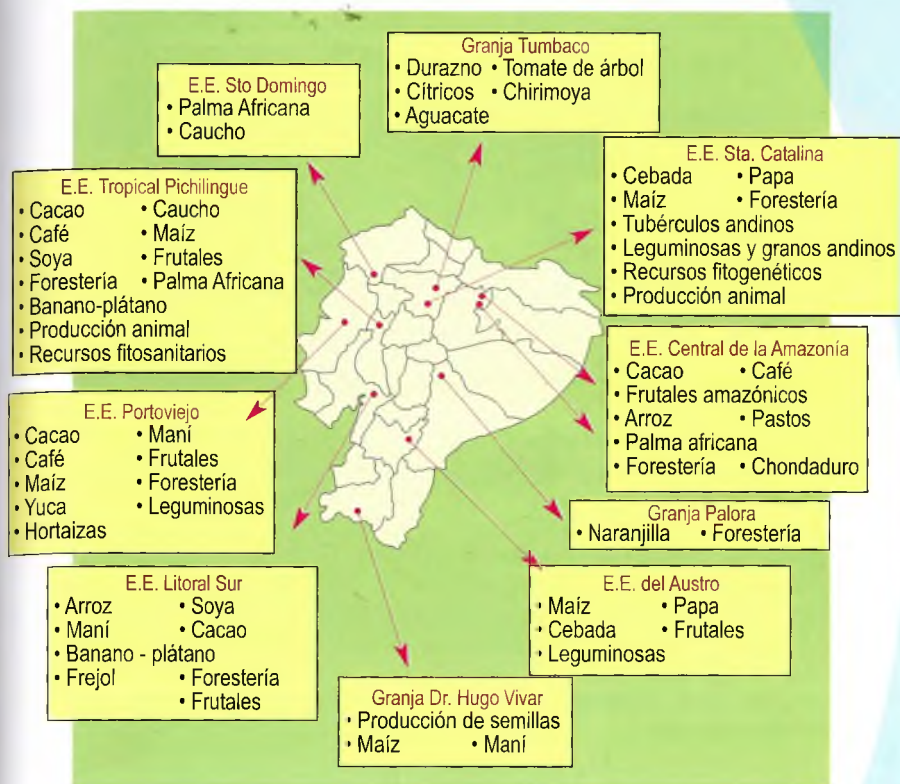 Granja Tumbaco
• Durazno • Tomate de árbol
• Cítricos • Chirimoya
• Aguacate
E.E. Sto Domingo
• Palma Africana
• Caucho
E.E. Sta. Catalina
• Cebada • Papa
• Maíz • Forestería
• Tubérculos andinos
• Leguminosas y granos andinos
• Recursos fitogenéticos
• Producción animal
E.E. Tropical Pichilingue
• Cacao • Caucho
• Café • Maíz
• Soya • Frutales
• Forestería • Palma Africana
• Banano-plátano
• Producción animal
• Recursos fitosanitarios
E.E. Central de la Amazonía
• Cacao • Café
• Frutales amazónicos
• Arroz • Pastos
• Palma africana
• Forestería • Chondaduro
E.E. Portoviejo
• Cacao • Maní
• Café • Frutales
• Maíz • Forestería
• Yuca • Leguminosas
• Hortaizas
Granja Palora
• Naranjilla • Forestería
E.E. Litoral Sur
• Arroz • Soya
• Maní • Cacao
• Banano - plátano
• Frejol • Forestería
• Frutales
E.E. del Austro
• Maíz • Papa
• Cebada • Frutales
• Leguminosas
Granja Dr. Hugo Vivar
• Producción de semillas
• Maíz • Maní